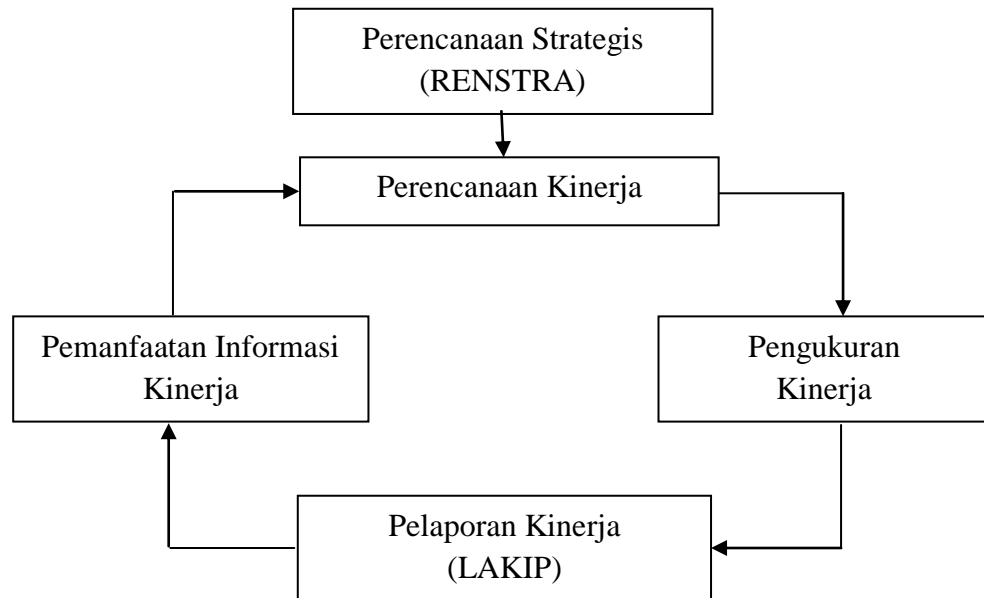 Perencanaan Strategis
(RENSTRA)
Perencanaan Kinerja
Pemanfaatan Informasi
Kinerja
Pengukuran
Kinerja
Pelaporan Kinerja
(LAKIP)